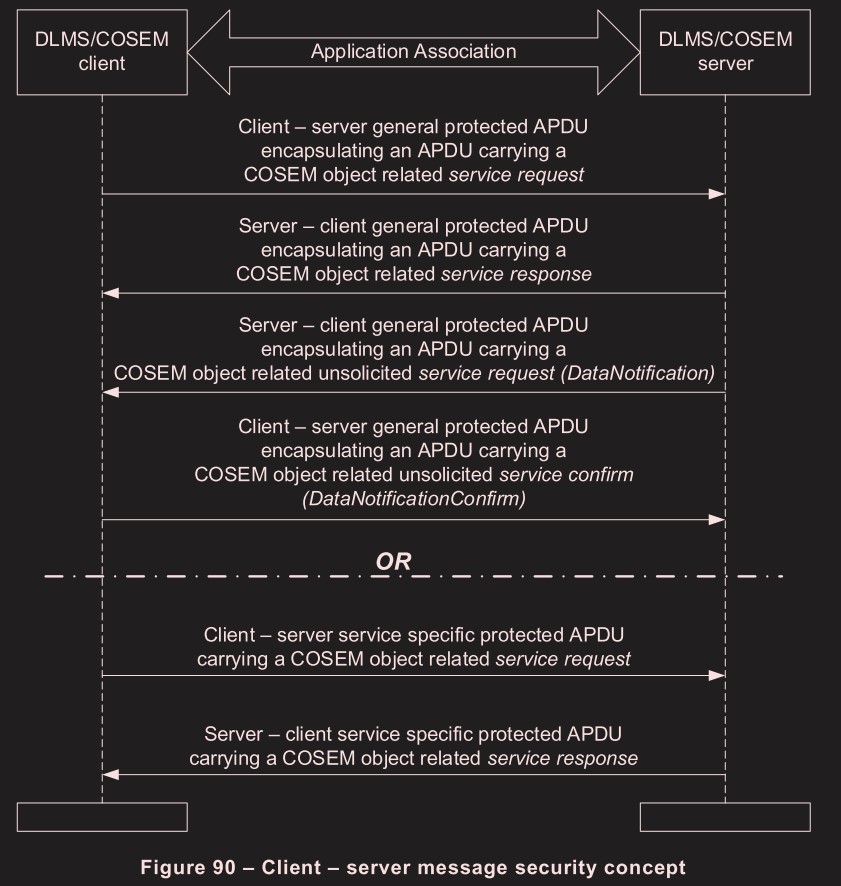 DLMS/COSEM
client
Application Association
DLMS/COSEM
server
Client – server general protected APDU
encapsulating an APDU carrying a
COSEM object related service request
Server – client general protected APDU
encapsulating an APDU carrying a
COSEM object related service response
Server – client general protected APDU
encapsulating an APDU carrying a
COSEM object related unsolicited service request (DataNotification)
Client – server general protected APDU
encapsulating an APDU carrying a
COSEM object related unsolicited service confirm
(DataNotificationConfirm)
OR
Client – server service specific protected APDU
carrying a COSEM object related service request
Server – client service specific protected APDU
carrying a COSEM object related service response
Figure 90 – Client – server message security concept